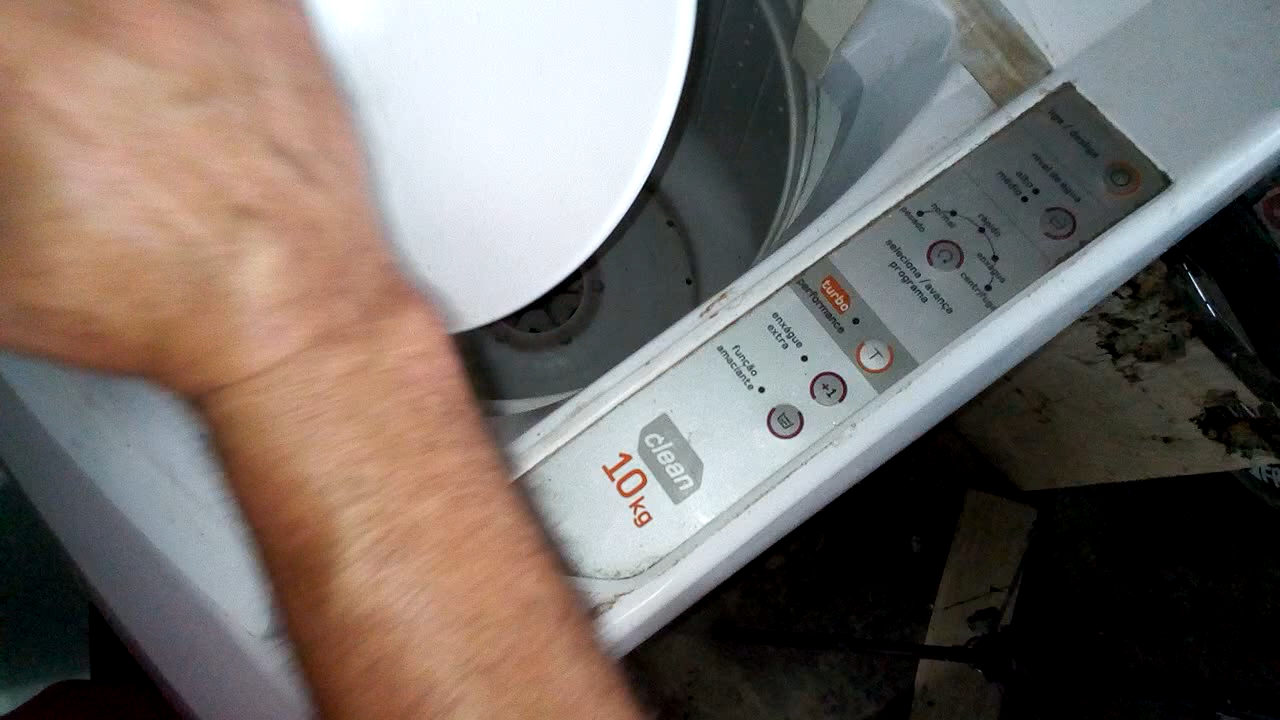 liga / desliga
nível de água
alto
médio
pesado
normal
rápido
enxágue
centrifuga
seleciona / avança
programa
turbo
performance
T
enxágue
extra
+1
função
amaciante
clean
10kg